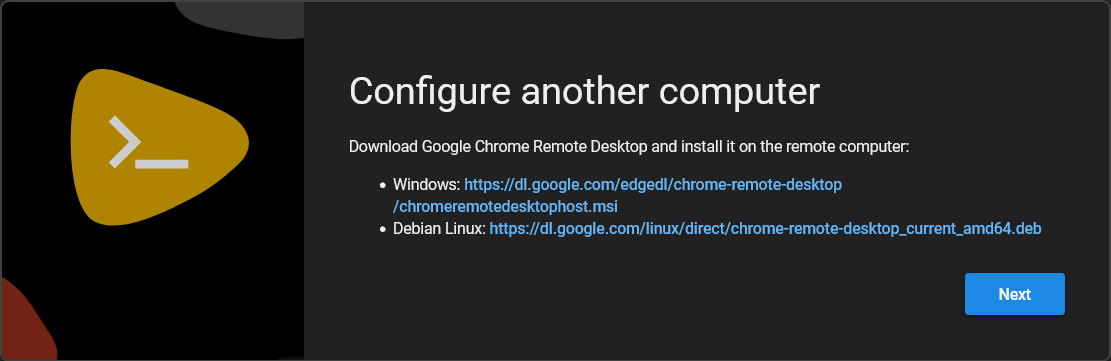 Configure another computer
Download Google Chrome Remote Desktop and install it on the remote computer:
• Windows: https://dl.google.com/edgedl/chrome-remote-desktop
/chromeremotedesktophost.msi
• Debian Linux: https://dl.google.com/linux/direct/chrome-remote-desktop_current_amd64.deb
Next